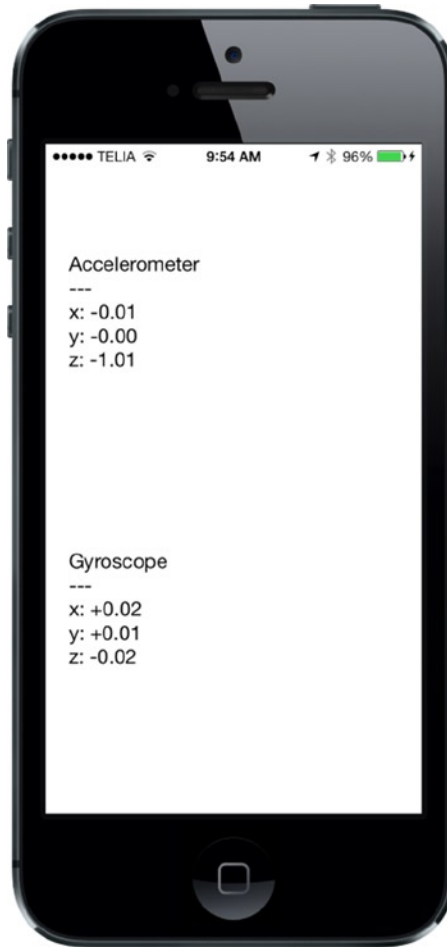 TELIA 9:54 AM 96%
Accelerometer
---
x: -0.01
y: -0.00
z: -1.01
Gyroscope
---
x: +0.02
y: +0.01
z: -0.02